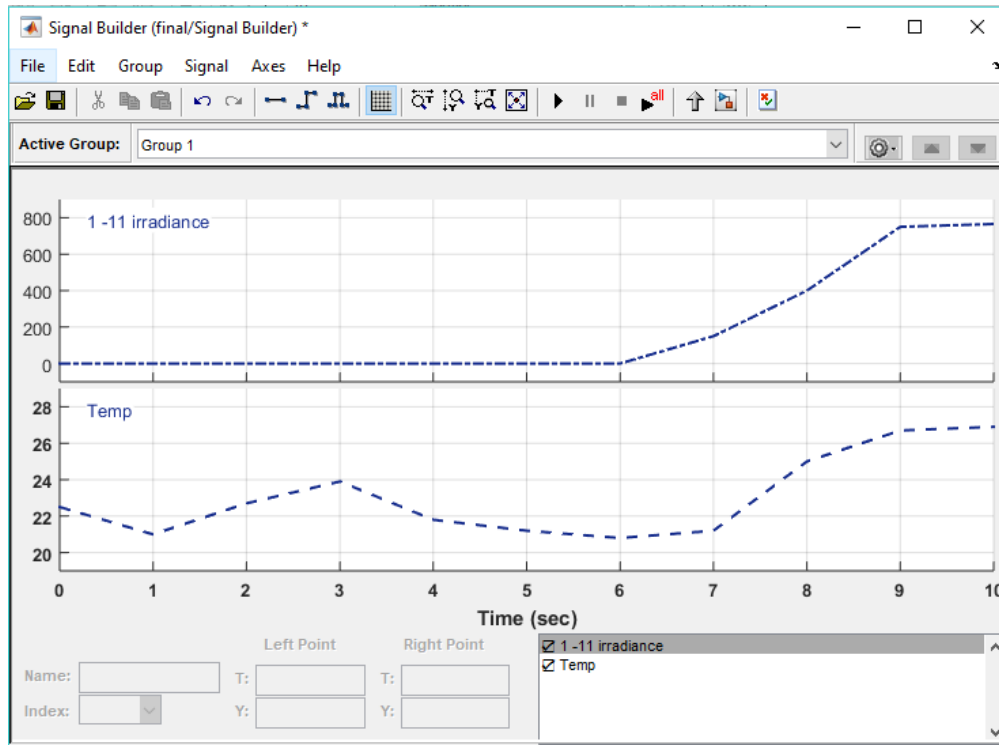 Signal Builder (final/Signal Builder) *
File Edit Group Signal Axes Help
all
Active Group: Group 1
800
600
400
200
0
1 -11 irradiance
28
26
24
22
20
Temp
0 1 2 3 4 5 6 7 8 9 10
Time (sec)
Left Point Right Point
Name: T: T:
Index: Y: Y:
1 -11 irradiance
Temp